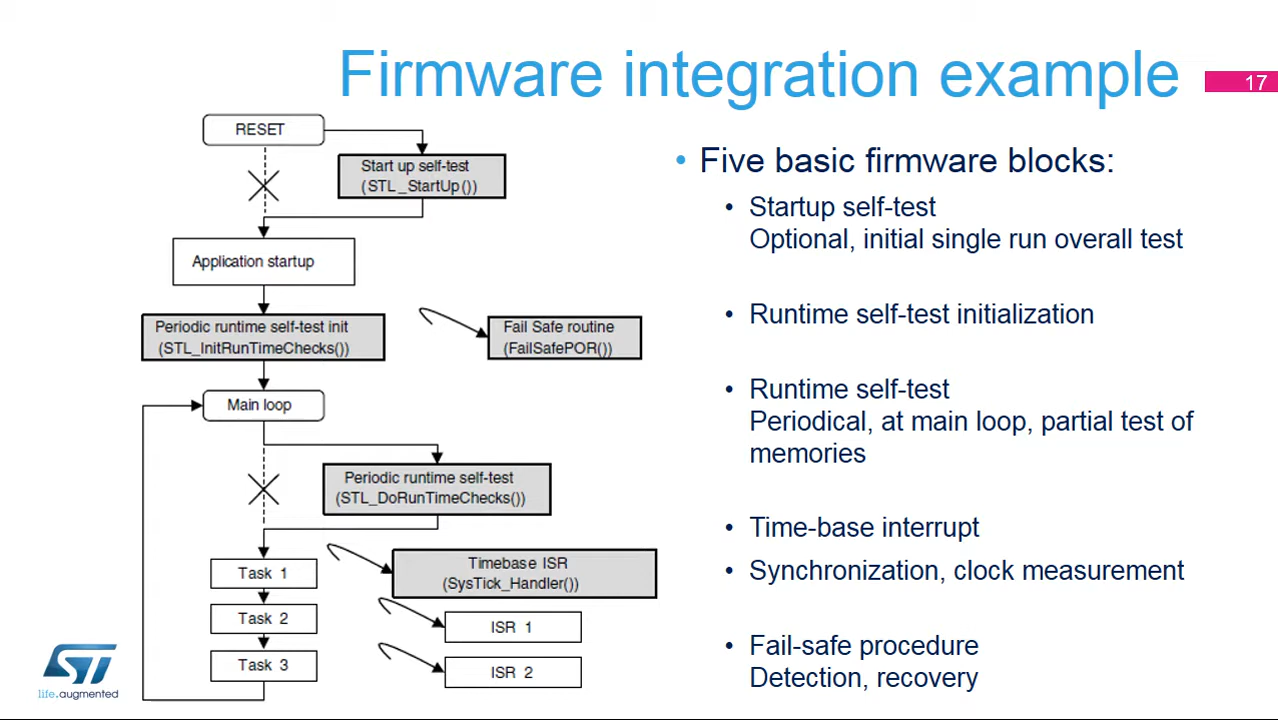 Firmware integration example
17
RESET
Start up self-test
(STL_StartUp())
Application startup
Periodic runtime self-test init
(STL_InitRunTimeChecks())
Fail Safe routine
(FailSafePOR())
Main loop
Periodic runtime self-test
(STL_DoRunTimeChecks())
Timebase ISR
(SysTick_Handler())
Task 1
Task 2
Task 3
ISR 1
ISR 2
• Five basic firmware blocks:
• Startup self-test
Optional, initial single run overall test
• Runtime self-test initialization
• Runtime self-test
Periodical, at main loop, partial test of
memories
• Time-base interrupt
• Synchronization, clock measurement
• Fail-safe procedure
Detection, recovery
ST
life.augmented